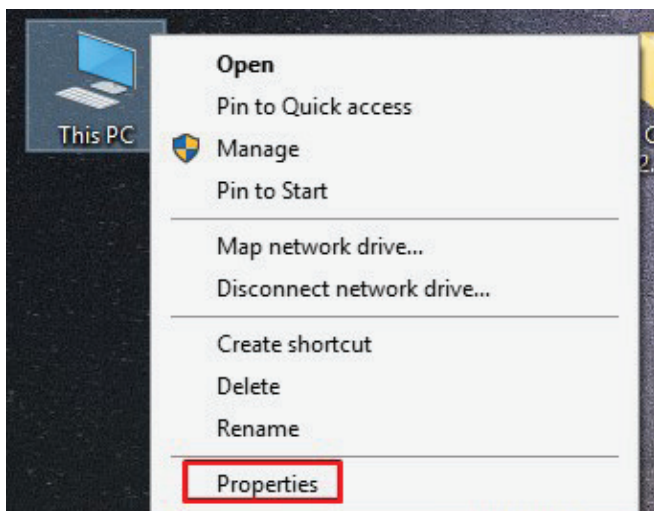 This PC
Open
Pin to Quick access
Manage
Pin to Start
Map network drive...
Disconnect network drive...
Create shortcut
Delete
Rename
Properties